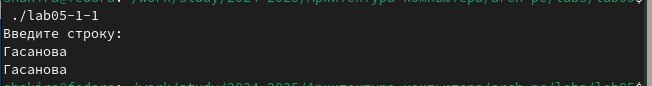 ./lab05-1-1
Введите строку:
Гасанова
Гасанова